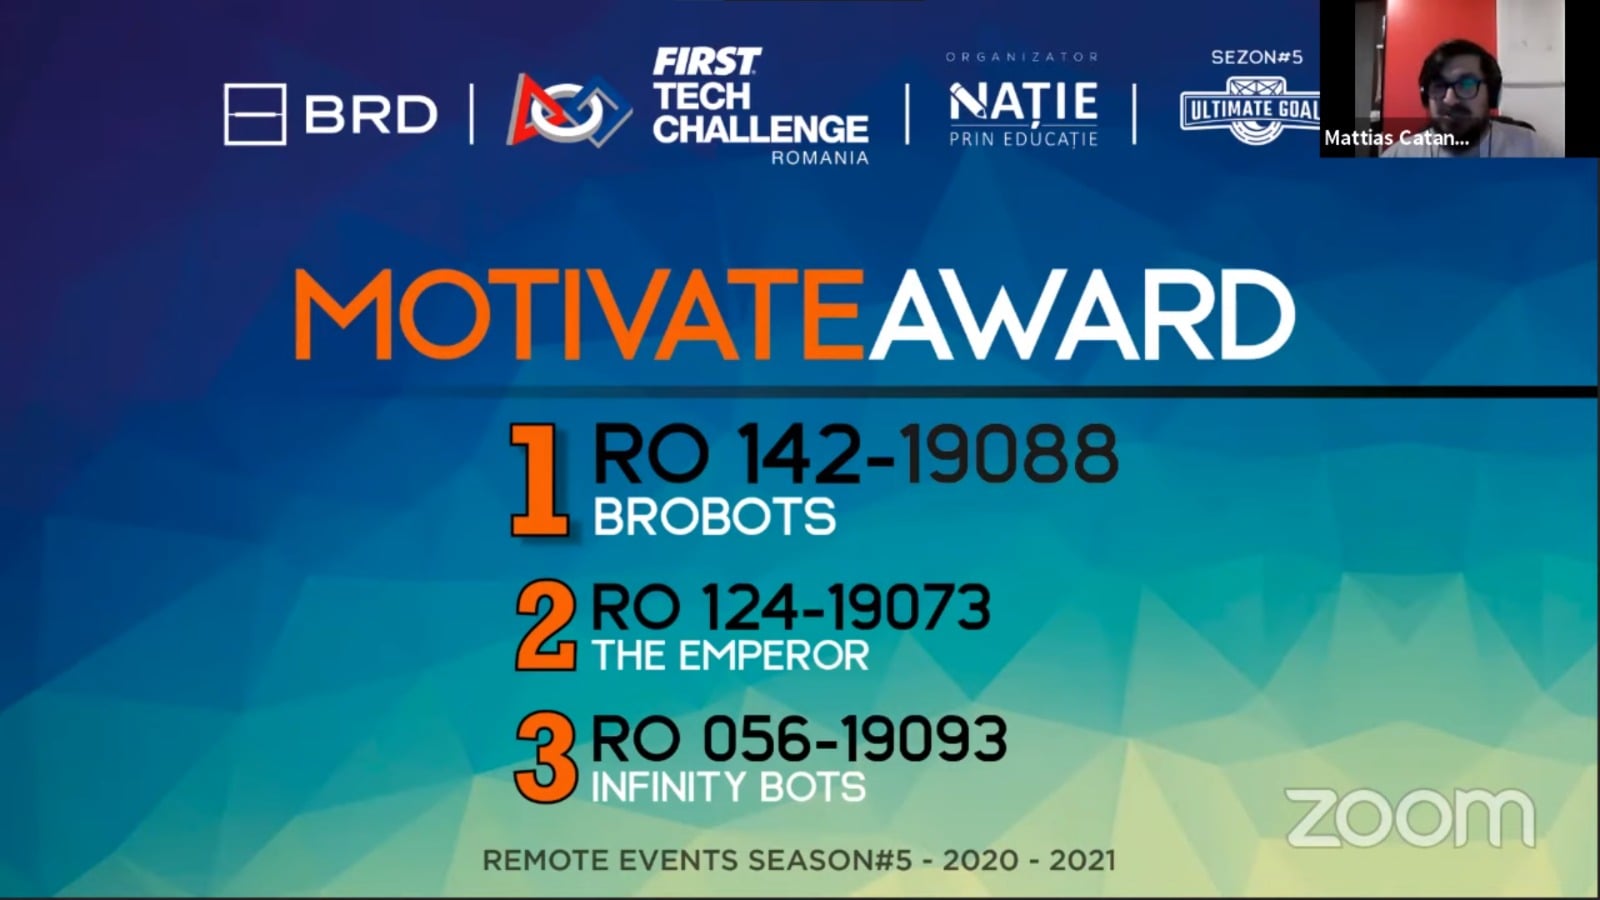 BRD
FIRST
TECH
CHALLENGE
ROMANIA
ORGANIZATOR
NAȚIE
PRIN EDUCAȚIE
SEZON#5
ULTIMATE GOAL
Mattias Catan...
MOTIVATEAWARD
1 RO 142-19088
BROBOTS
2 RO 124-19073
THE EMPEROR
3 RO 056-19093
INFINITY BOTS
zoom
REMOTE EVENTS SEASON#5 - 2020 - 2021